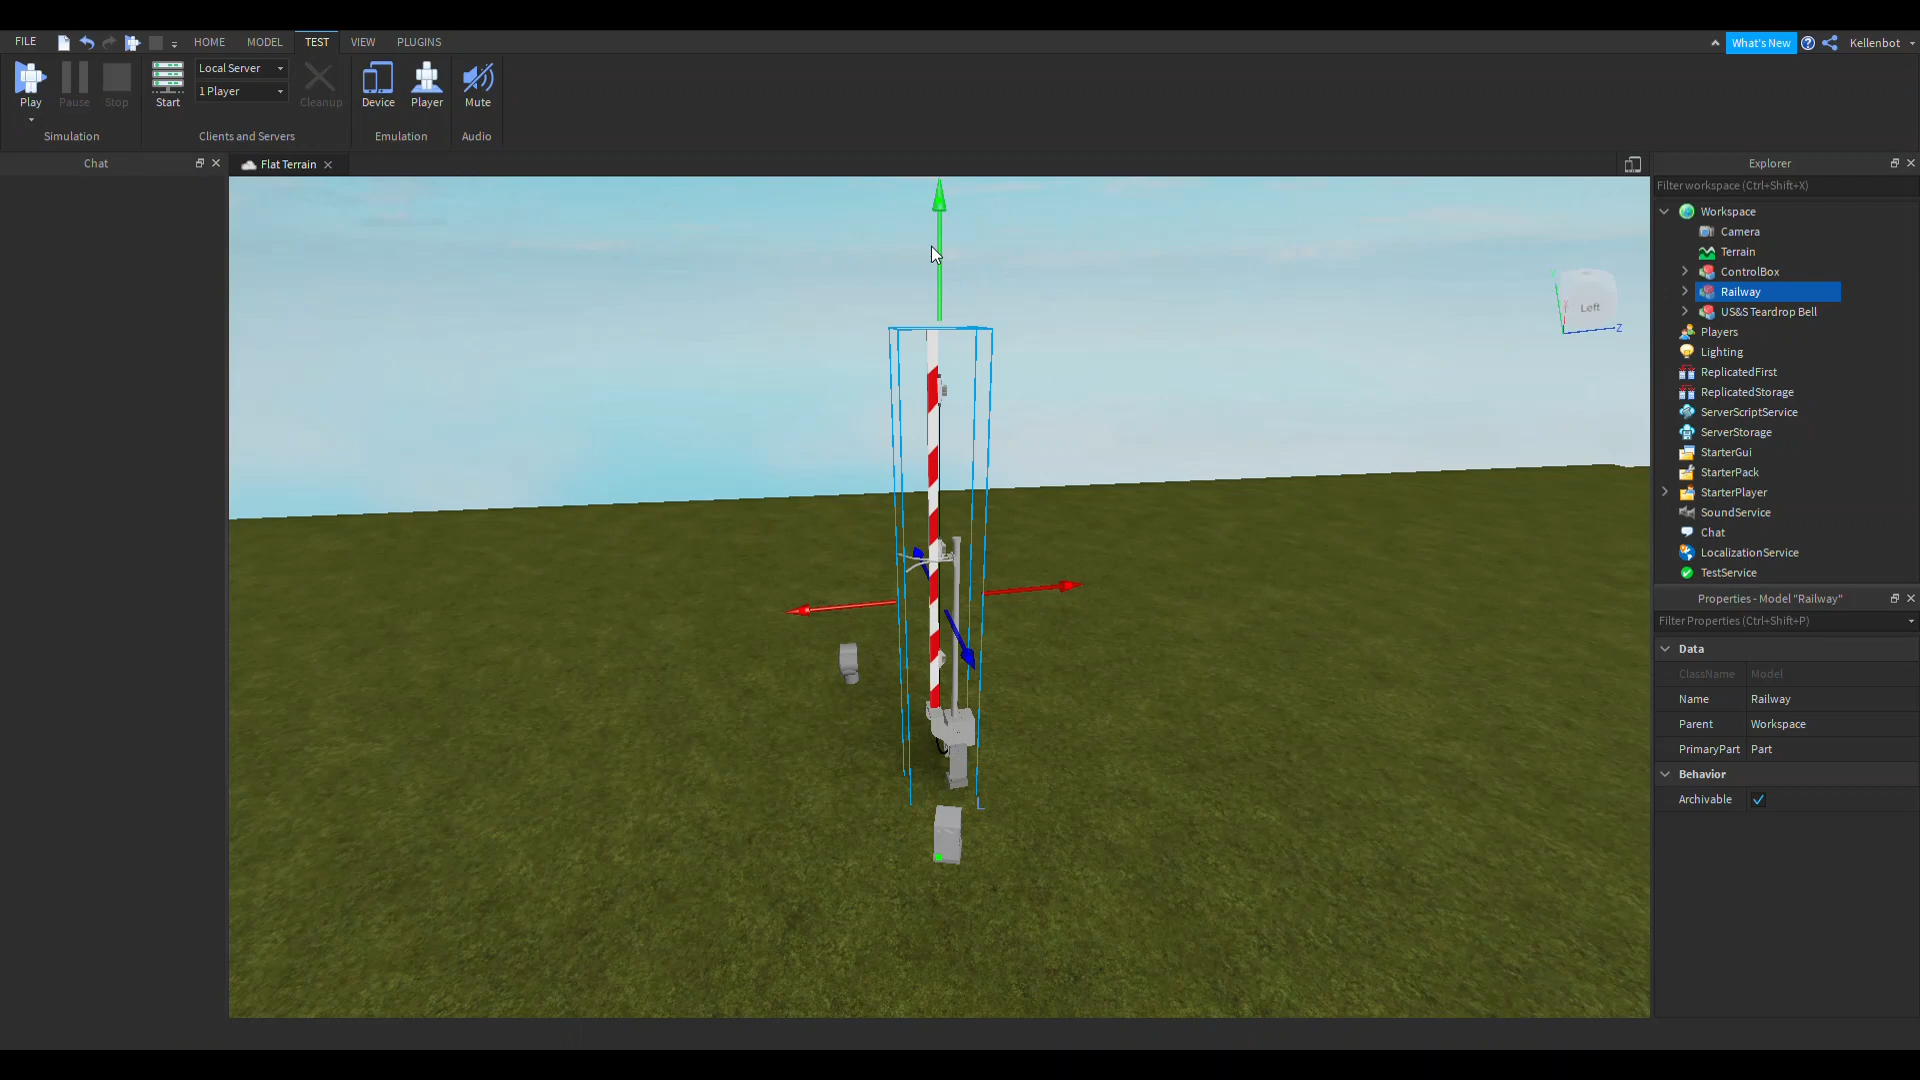 FILE HOME MODEL TEST VIEW PLUGINS What's New Kellenbot
Play Pause Stop Start Local Server 1 Player Cleanup Device Player Mute
Simulation Clients and Servers Emulation Audio
Chat
Flat Terrain
Left
Z
Explorer
Filter workspace (Ctrl+Shift+X)
Workspace
Camera
Terrain
ControlBox
Railway
US&S Teardrop Bell
Players
Lighting
ReplicatedFirst
ReplicatedStorage
ServerScriptService
ServerStorage
StarterGui
StarterPack
StarterPlayer
SoundService
Chat
LocalizationService
TestService
Properties - Model "Railway"
Filter Properties (Ctrl+Shift+P)
Data
ClassName Model
Name Railway
Parent Workspace
PrimaryPart Part
Behavior
Archivable